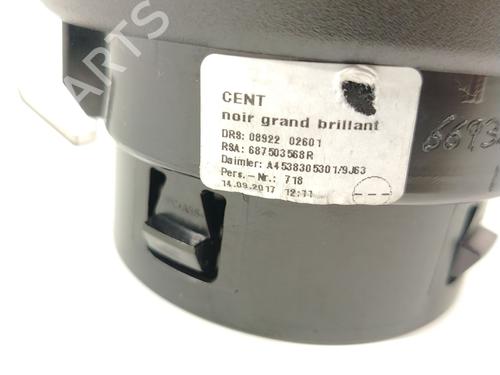 CENT
noir grand brillant
DRS: 08922 02601
RSA: 687503568R
Daimler: A4538305301/9J63
Pers.-Nr.: 718
14.09.2017 12:11
PARTS